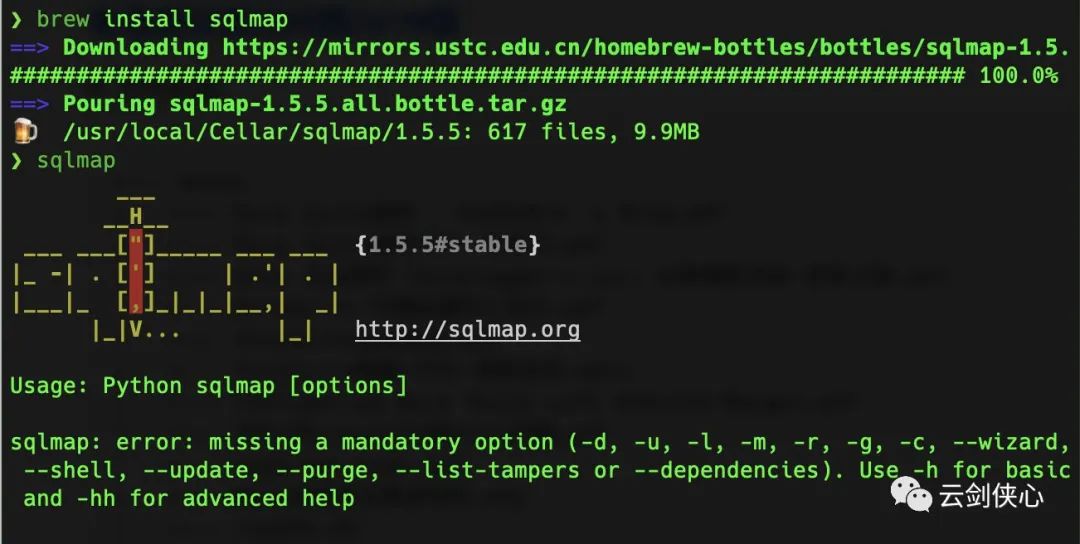 ❯ brew install sqlmap
==> Downloading https://mirrors.ustc.edu.cn/homebrew-bottles/bottles/sqlmap-1.5.
######################################################################## 100.0%
==> Pouring sqlmap-1.5.5.all.bottle.tar.gz
🍺  /usr/local/Cellar/sqlmap/1.5.5: 617 files, 9.9MB
❯ sqlmap
        ___
       __H__
 ___ ___["]_____ ___ ___  {1.5.5#stable}
|_ -| . [']     | .'| . |
|___|_  [,]_|_|_|__,|  _|
      |_|V...       |_|   http://sqlmap.org
Usage: Python sqlmap [options]
sqlmap: error: missing a mandatory option (-d, -u, -l, -m, -r, -g, -c, --wizard,
--shell, --update, --purge, --list-tampers or --dependencies). Use -h for basic
and -hh for advanced help
云剑侠心